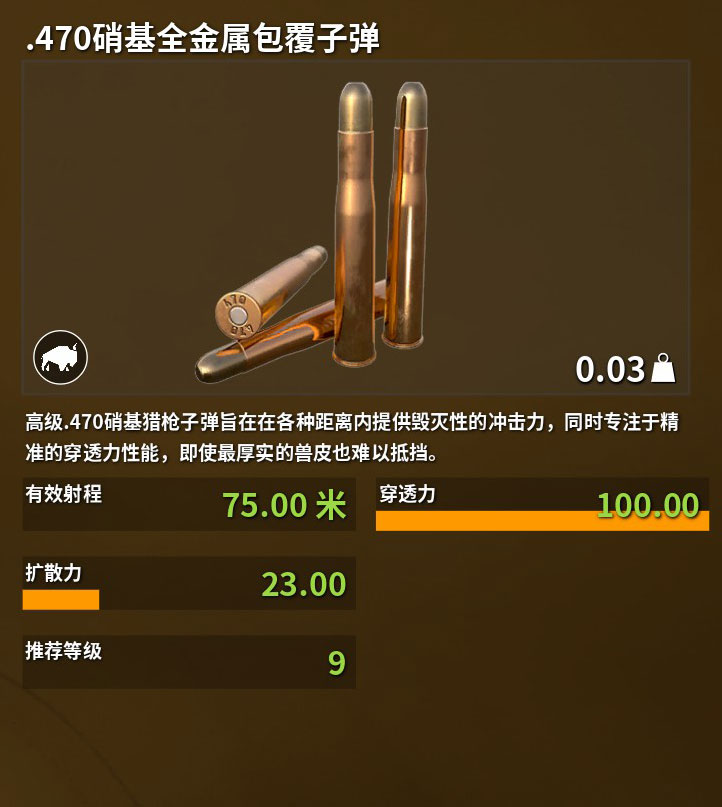 .470硝基全金属包覆子弹
470
470
0.03
高级.470硝基猎枪子弹旨在在各种距离内提供毁灭性的冲击力，同时专注于精
准的穿透力性能，即使最厚实的兽皮也难以抵挡。
有效射程 75.00 米
穿透力 100.00
扩散力 23.00
推荐等级 9